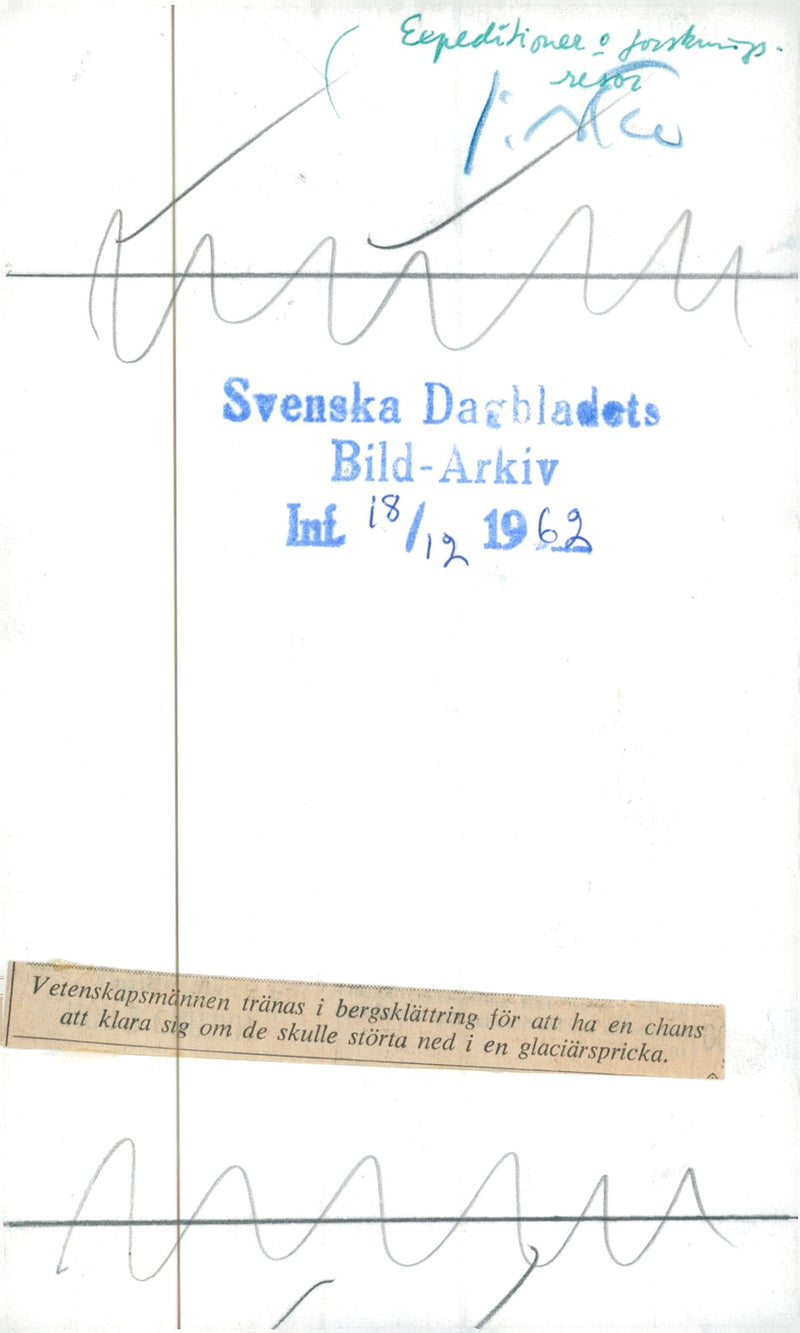 Expeditioner o forsknings-
resor
Svenska Dagbladets
Bild-Arkiv
Inf. 18/12 1962
Vetenskapsmännen tränas i bergsklättring för att ha en chans
att klara sig om de skulle störta ned i en glaciärspricka.